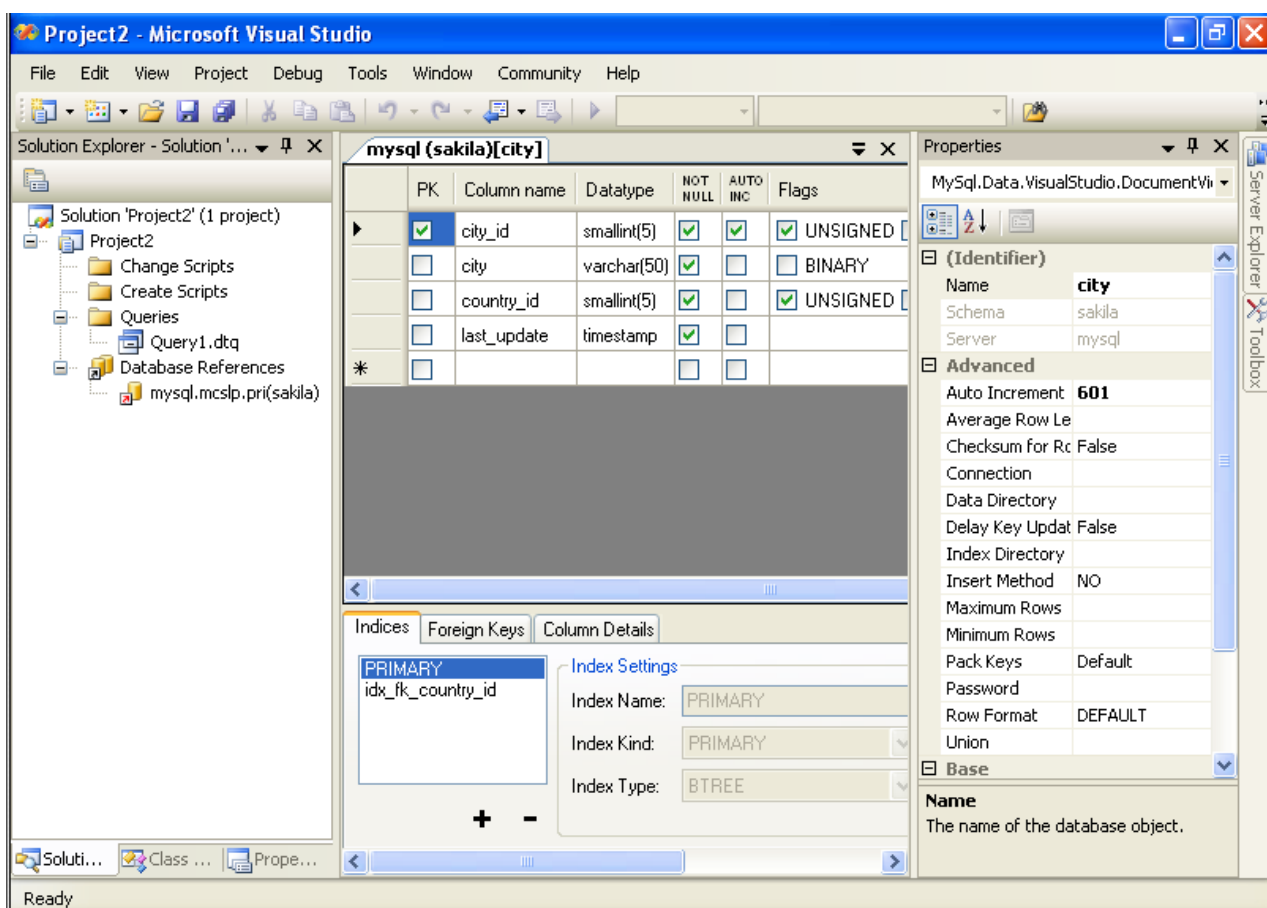 Project2 - Microsoft Visual Studio
File Edit View Project Debug Tools Window Community Help
Solution Explorer - Solution '...
Solution 'Project2' (1 project)
Project2
Change Scripts
Create Scripts
Queries
Query1.dtq
Database References
mysql.mcslp.pri(sakila)
Soluti... Class ... Prope...
mysql (sakila)[city]
PK Column name Datatype NOT NULL AUTO INC Flags
city_id smallint(5) UNSIGNED
city varchar(50) BINARY
country_id smallint(5) UNSIGNED
last_update timestamp
Indices Foreign Keys Column Details
PRIMARY
idx_fk_country_id
Index Settings
Index Name: PRIMARY
Index Kind: PRIMARY
Index Type: BTREE
Properties
MySql.Data.VisualStudio.DocumentVi
(Identifier)
Name city
Schema sakila
Server mysql
Advanced
Auto Increment 601
Average Row Le
Checksum for Ro False
Connection
Data Directory
Delay Key Updat False
Index Directory
Insert Method NO
Maximum Rows
Minimum Rows
Pack Keys Default
Password
Row Format DEFAULT
Union
Base
Name
The name of the database object.
Server Explorer
Toolbox
Ready